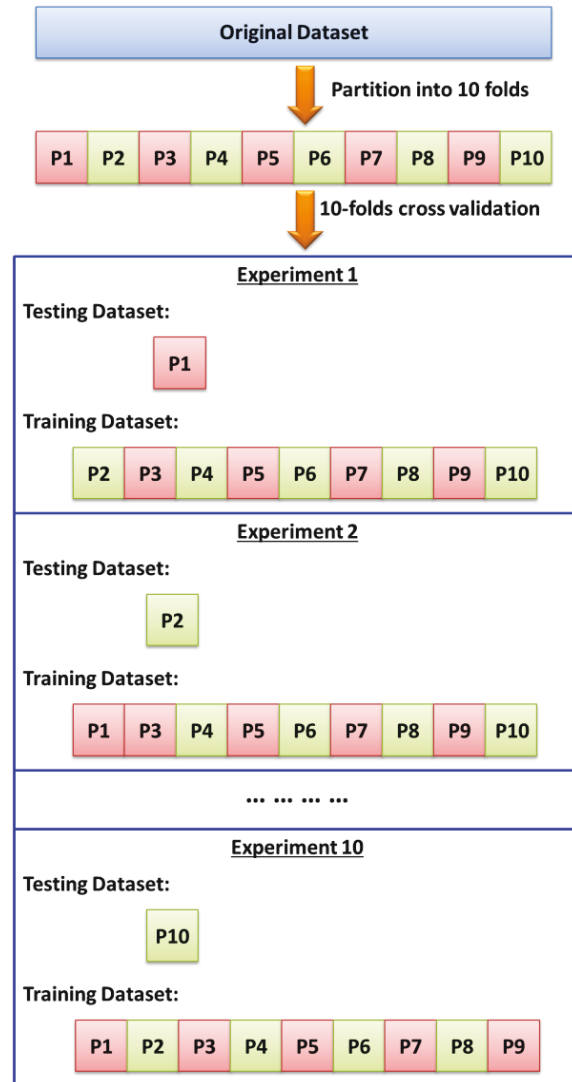 Original Dataset
Partition into 10 folds
P1 P2 P3 P4 P5 P6 P7 P8 P9 P10
10-folds cross validation
Experiment 1
Testing Dataset:
P1
Training Dataset:
P2 P3 P4 P5 P6 P7 P8 P9 P10
Experiment 2
Testing Dataset:
P2
Training Dataset:
P1 P3 P4 P5 P6 P7 P8 P9 P10
... ... ... ...
Experiment 10
Testing Dataset:
P10
Training Dataset:
P1 P2 P3 P4 P5 P6 P7 P8 P9